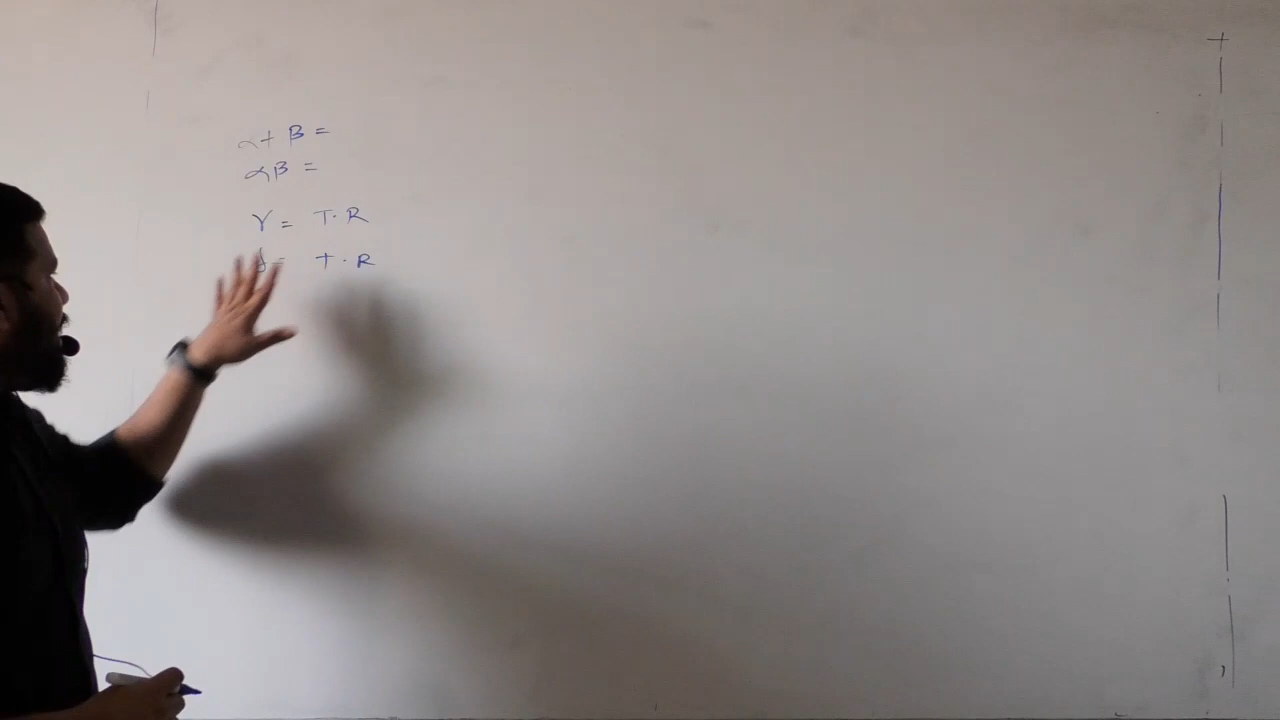 α + β =
αβ =
γ = T.R
δ = T.R